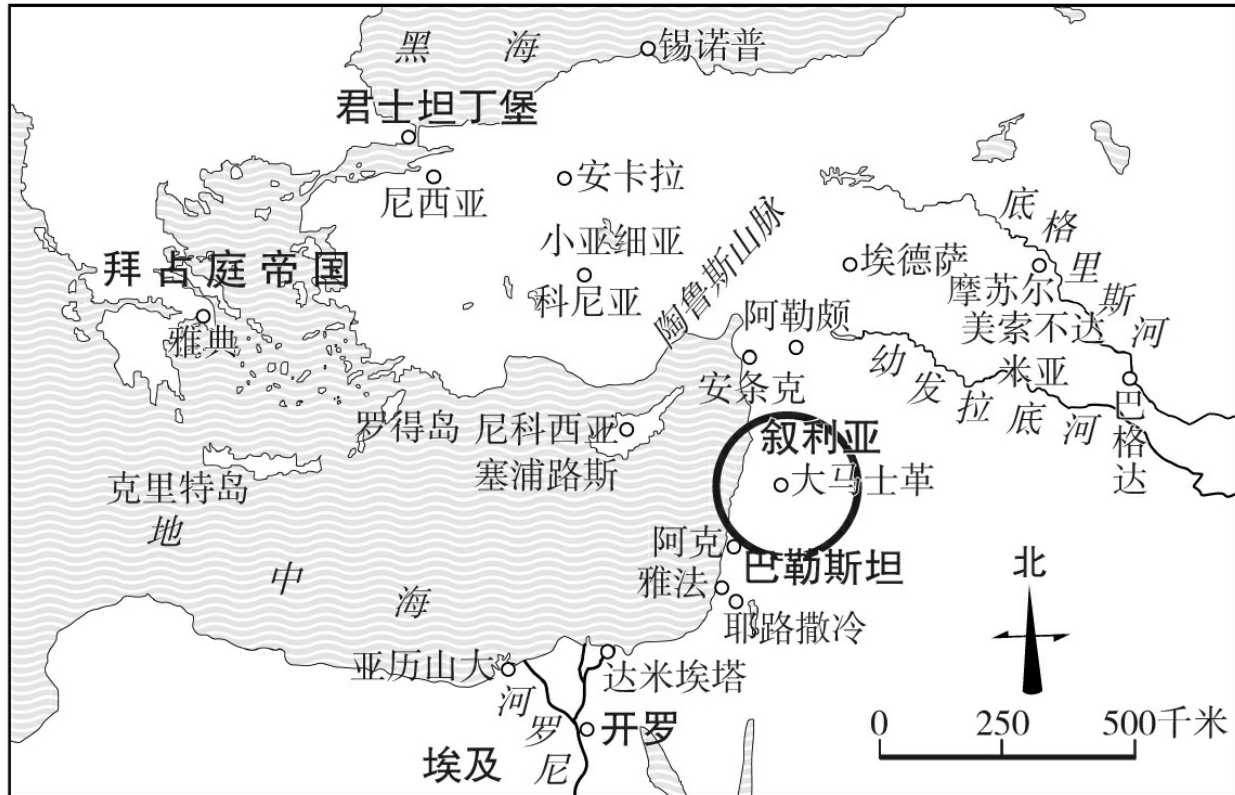 黑海
锡诺普
君士坦丁堡
尼西亚
安卡拉
小亚细亚
科尼亚
拜占庭帝国
雅典
陶鲁斯山脉
埃德萨
底格里斯河
摩苏尔
美索不达
米亚
阿勒颇
安条克
幼发拉底河
巴格达
罗得岛
尼科西亚
塞浦路斯
克里特岛
叙利亚
大马士革
地中海
阿克
巴勒斯坦
雅法
耶路撒冷
北
亚历山大
达米埃塔
河罗尼
开罗
埃及
0 250 500千米